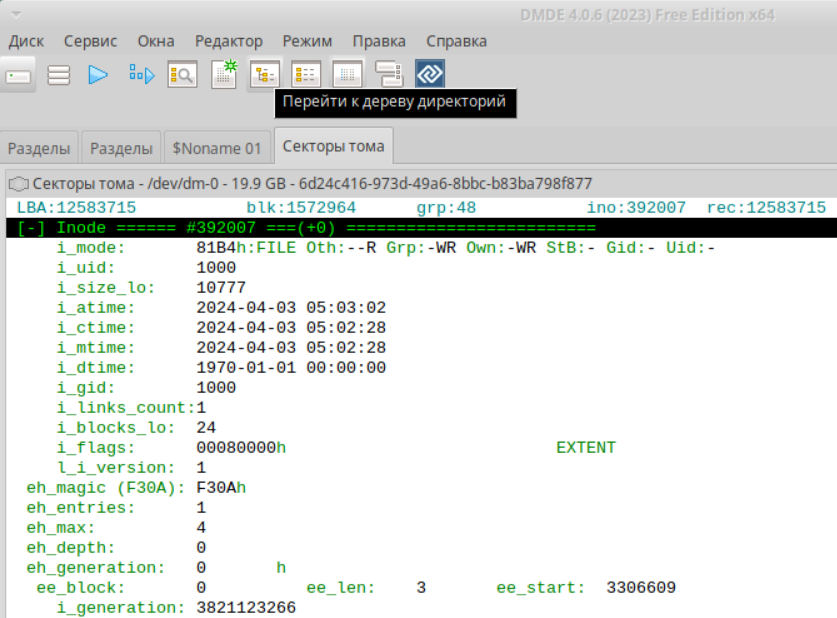 DMDE 4.0.6 (2023) Free Edition x64
Диск Сервис Окна Редактор Режим Правка Справка
Перейти к дереву директорий
Разделы Разделы $Noname 01 Секторы тома
Секторы тома - /dev/dm-0 - 19.9 GB - 6d24c416-973d-49a6-8bbc-b83ba798f877
LBA:12583715 blk:1572964 grp:48 ino:392007 rec:12583715
[-] Inode ====== #392007 ===(+0) =========================
i_mode: 81B4h:FILE Oth:--R Grp:-WR Own:-WR StB:- Gid:- Uid:-
i_uid: 1000
i_size_lo: 10777
i_atime: 2024-04-03 05:03:02
i_ctime: 2024-04-03 05:02:28
i_mtime: 2024-04-03 05:02:28
i_dtime: 1970-01-01 00:00:00
i_gid: 1000
i_links_count:1
i_blocks_lo: 24
i_flags: 00080000h EXTENT
l_i_version: 1
eh_magic (F30A): F30Ah
eh_entries: 1
eh_max: 4
eh_depth: 0
eh_generation: 0 h
ee_block: 0 ee_len: 3 ee_start: 3306609
i_generation: 3821123266